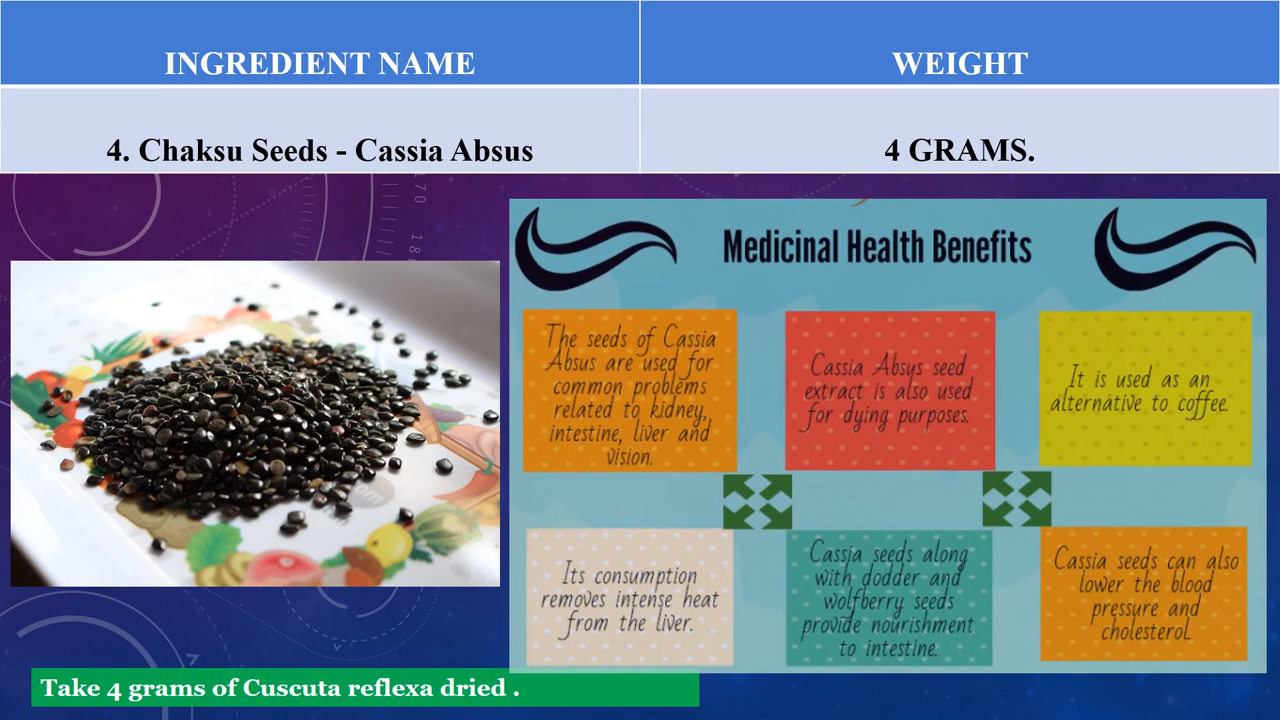 INGREDIENT NAME
WEIGHT
4. Chaksu Seeds - Cassia Absus
4 GRAMS.
170
Medicinal Health Benefits
The seeds of Cassia
Absus are used for
common problems
related to kidney,
intestine, liver and
vision.
Cassia Absus seed
extract is also used
for dying purposes.
It is used as an
alternative to coffee.
Its consumption
removes intense heat
from the liver.
Cassia seeds along
with dodder and
wolfberry seeds
provide nourishment
to intestine.
Cassia seeds can also
lower the blood
pressure and
cholesterol.
Take 4 grams of Cuscuta reflexa dried .